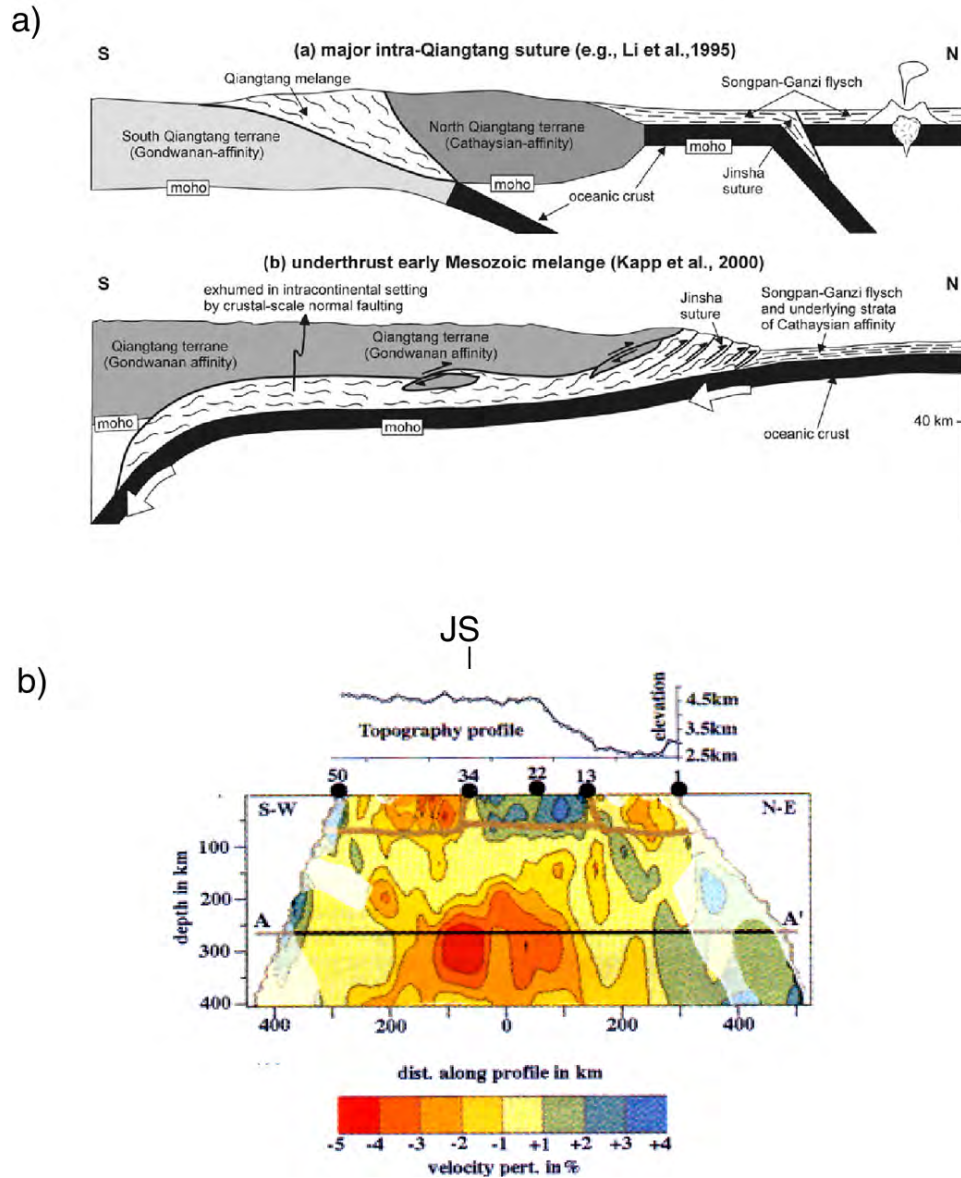 a)
(a) major intra-Qiangtang suture (e.g., Li et al.,1995)
S
N
Qiangtang melange
Songpan-Ganzi flysch
South Qiangtang terrane
(Gondwanan-affinity)
North Qiangtang terrane
(Cathaysian-affinity)
moho
moho
moho
oceanic crust
Jinsha
suture
(b) underthrust early Mesozoic melange (Kapp et al., 2000)
S
N
exhumed in intracontinental setting
by crustal-scale normal faulting
Jinsha
suture
Songpan-Ganzi flysch
and underlying strata
of Cathaysian affinity
Qiangtang terrane
(Gondwanan affinity)
Qiangtang terrane
(Gondwanan affinity)
moho
moho
oceanic crust
40 km
JS
b)
Topography profile
elevation
4.5km
3.5km
2.5km
50 34 22 13 1
S-W
N-E
depth in km
100
200
300
400
A
A'
400 200 0 200 400
dist. along profile in km
-5 -4 -3 -2 -1 +1 +2 +3 +4
velocity pert. in %